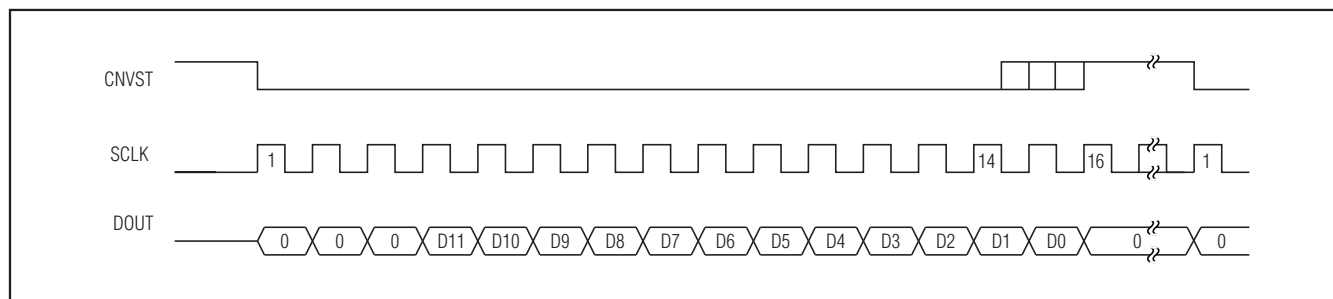 CNVST
SCLK 1 14 16 1
DOUT 0 0 0 D11 D10 D9 D8 D7 D6 D5 D4 D3 D2 D1 D0 0 0